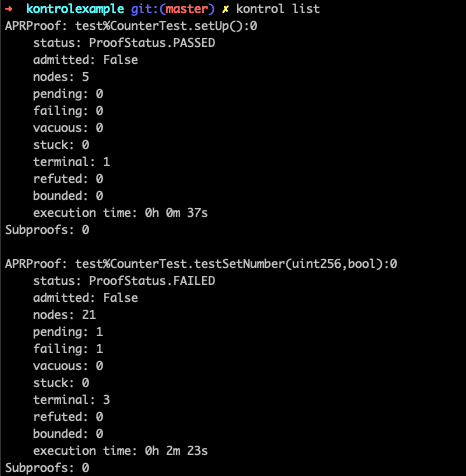 ➜ kontrolexample git:(master) ✗ kontrol list
APRProof: test%CounterTest.setUp():0
    status: ProofStatus.PASSED
    admitted: False
    nodes: 5
    pending: 0
    failing: 0
    vacuous: 0
    stuck: 0
    terminal: 1
    refuted: 0
    bounded: 0
    execution time: 0h 0m 37s
Subproofs: 0

APRProof: test%CounterTest.testSetNumber(uint256,bool):0
    status: ProofStatus.FAILED
    admitted: False
    nodes: 21
    pending: 1
    failing: 1
    vacuous: 0
    stuck: 0
    terminal: 3
    refuted: 0
    bounded: 0
    execution time: 0h 2m 23s
Subproofs: 0